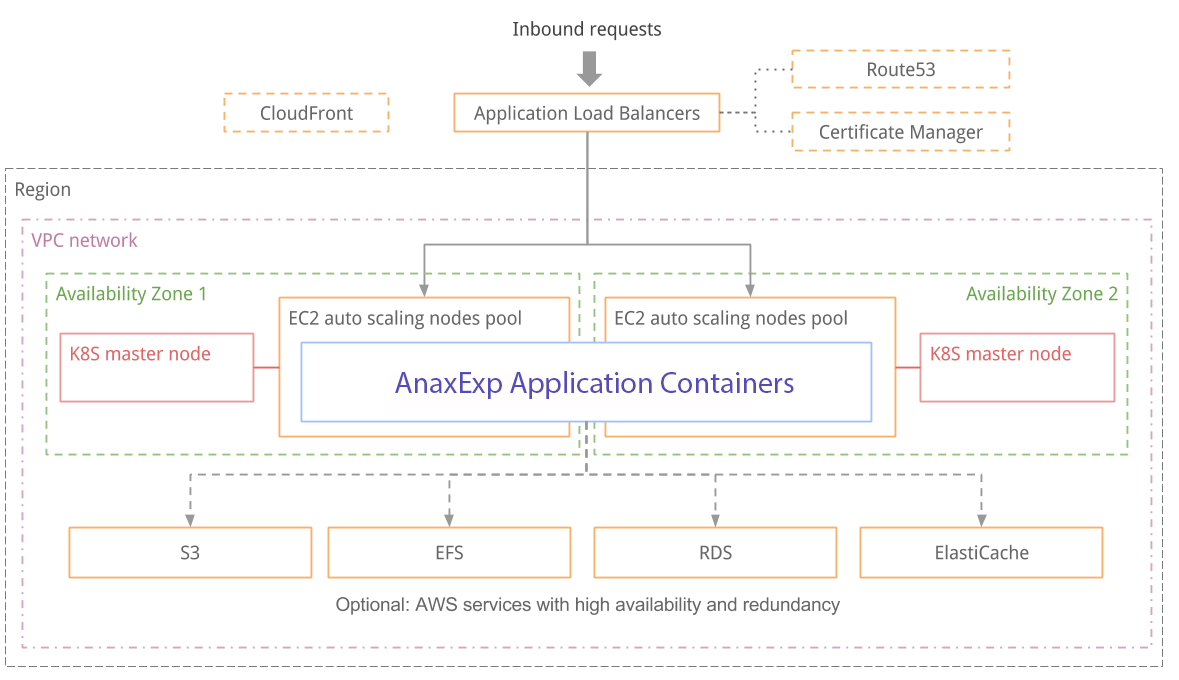 Inbound requests
Route53
CloudFront
Application Load Balancers
Certificate Manager
Region
VPC network
Availability Zone 1
Availability Zone 2
EC2 auto scaling nodes pool
EC2 auto scaling nodes pool
K8S master node
K8S master node
AnaxExp Application Containers
S3
EFS
RDS
ElastiCache
Optional: AWS services with high availability and redundancy